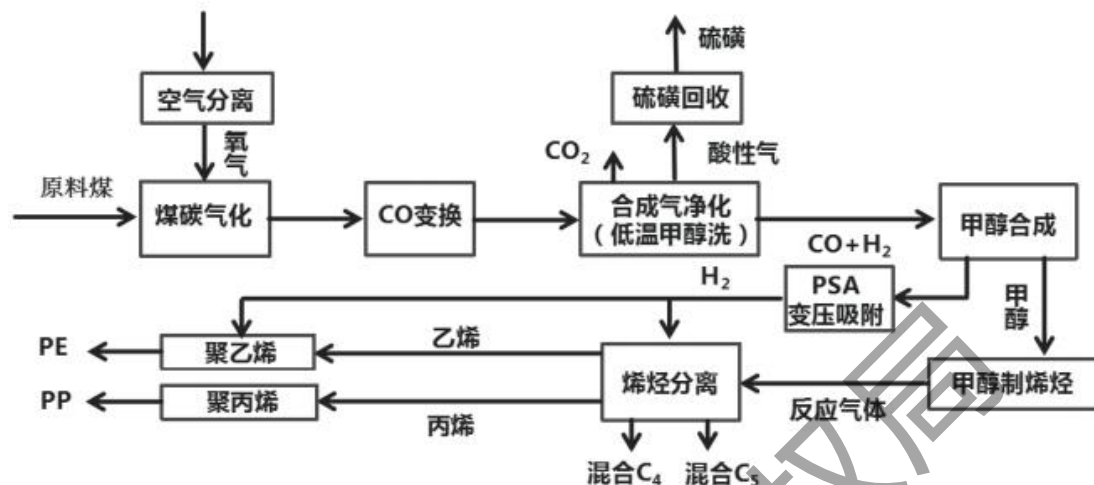 硫磺
空气分离
硫磺回收
氧气
CO₂
酸性气
原料煤
煤碳气化
CO变换
合成气净化
（低温甲醇洗）
甲醇合成
CO+H₂
H₂
PSA
变压吸附
甲醇
PE
聚乙烯
乙烯
烯烃分离
甲醇制烯烃
反应气体
PP
聚丙烯
丙烯
混合C₄
混合C₅